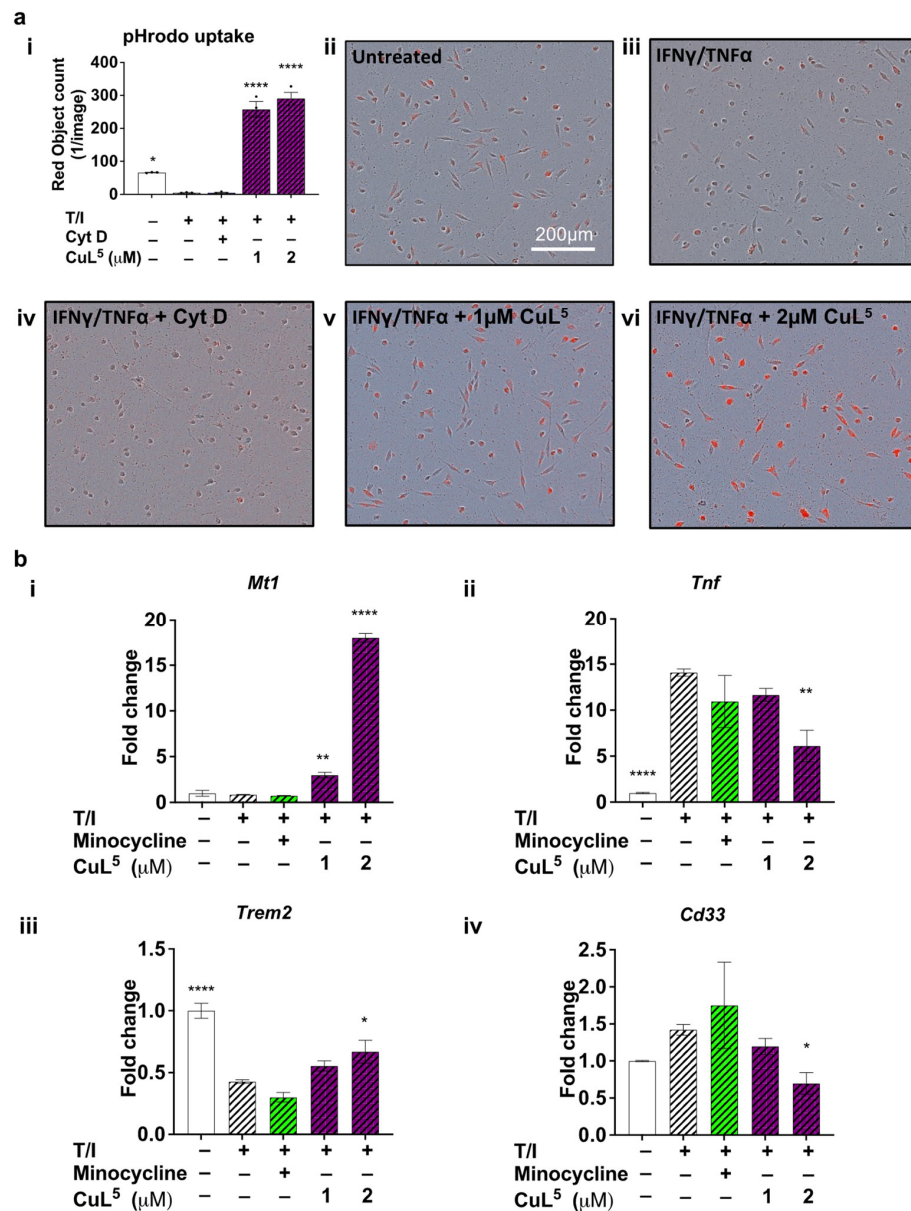 a
i
pHrodo uptake
Red Object count
(1/image)
400
300
200
100
0
*
****
****
T/I – + + + +
Cyt D – – + – –
CuL⁵ (μM) – – – 1 2
ii
Untreated
200μm
iii
IFNγ/TNFα
iv
IFNγ/TNFα + Cyt D
v
IFNγ/TNFα + 1μM CuL⁵
vi
IFNγ/TNFα + 2μM CuL⁵
b
i
Mt1
Fold change
20
15
10
5
0
**
****
T/I – + + + +
Minocycline – – + – –
CuL⁵ (μM) – – – 1 2
ii
Tnf
Fold change
20
15
10
5
0
****
**
T/I – + + + +
Minocycline – – + – –
CuL⁵ (μM) – – – 1 2
iii
Trem2
Fold change
1.5
1.0
0.5
0.0
****
*
T/I – + + + +
Minocycline – – + – –
CuL⁵ (μM) – – – 1 2
iv
Cd33
Fold change
2.5
2.0
1.5
1.0
0.5
0.0
*
T/I – + + + +
Minocycline – – + – –
CuL⁵ (μM) – – – 1 2